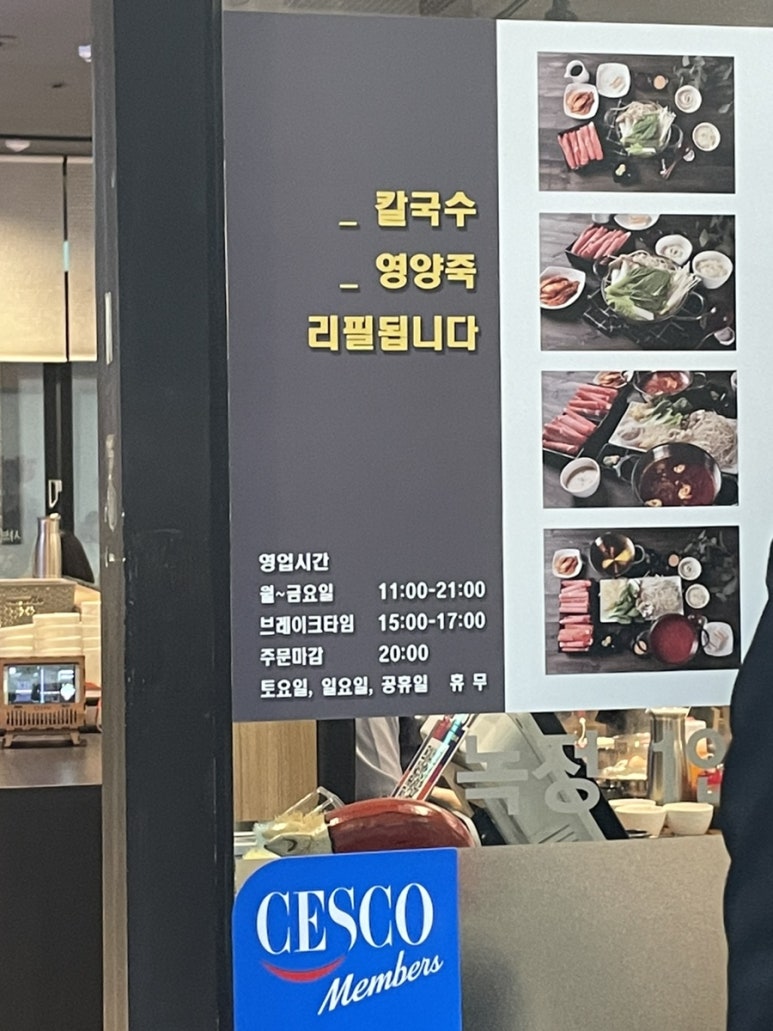 _ 칼국수
_ 영양죽
리필됩니다
영업시간
월~금요일 11:00-21:00
브레이크타임 15:00-17:00
주문마감 20:00
토요일, 일요일, 공휴일 휴 무
CESCO
Members